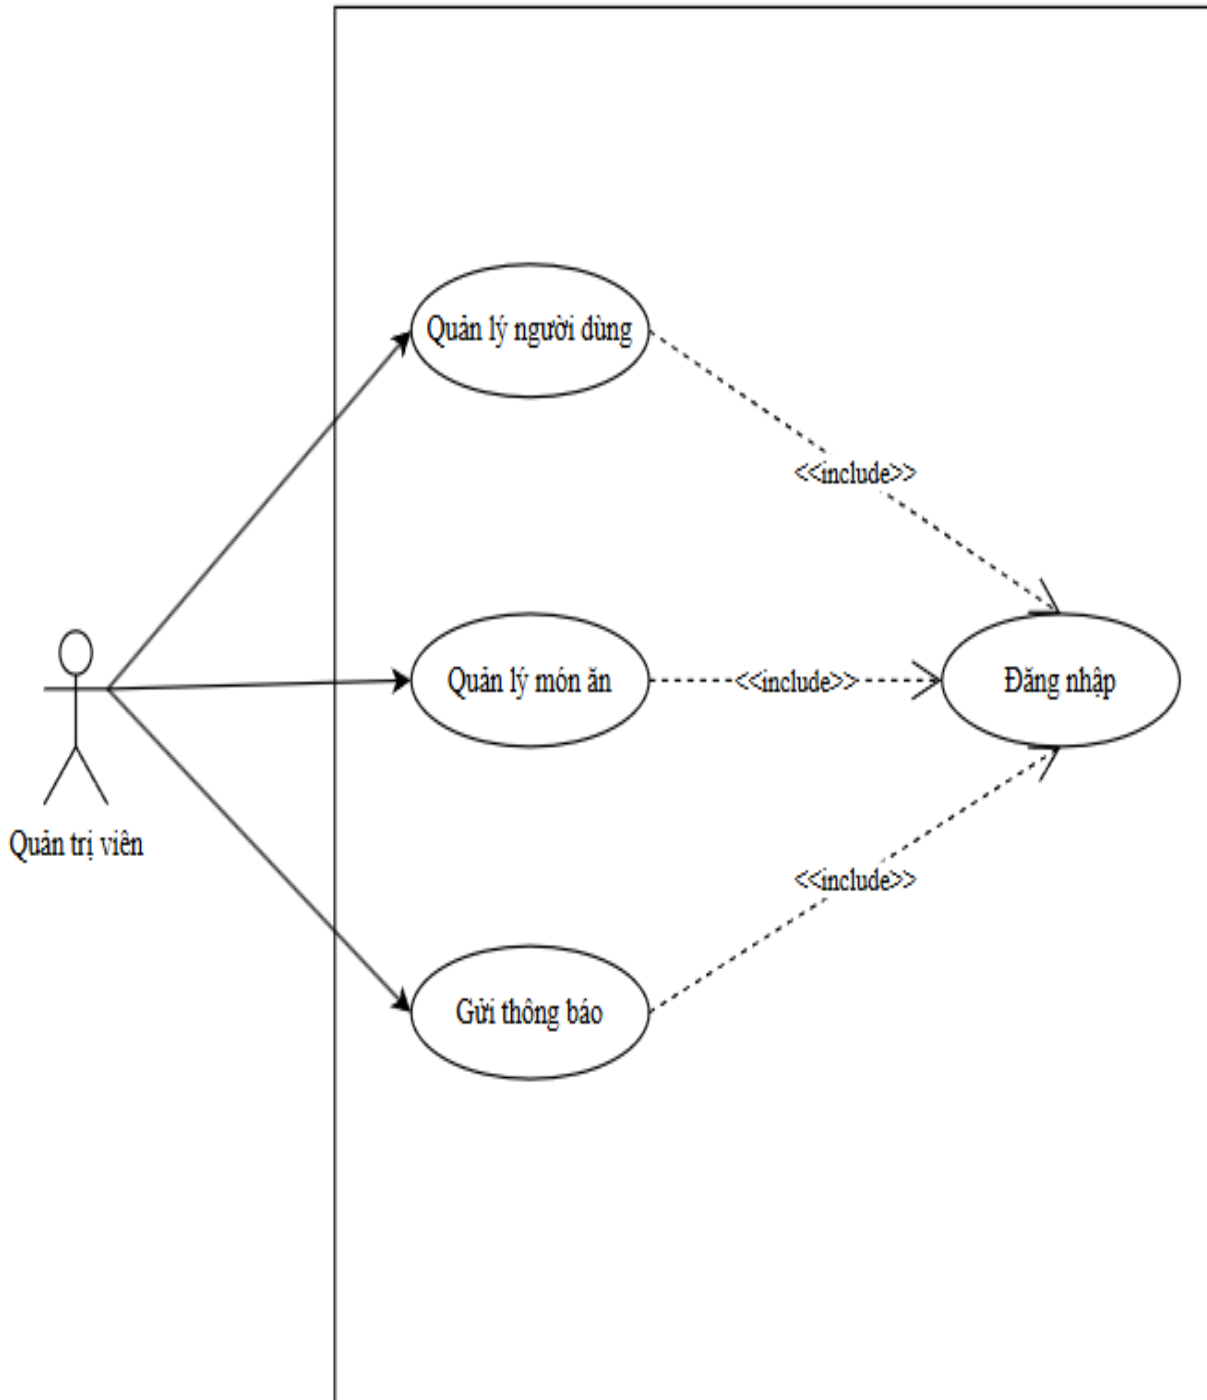 Quản lý người dùng
<<include>>
Quản lý món ăn
<<include>>
Đăng nhập
Quản trị viên
<<include>>
Gửi thông báo